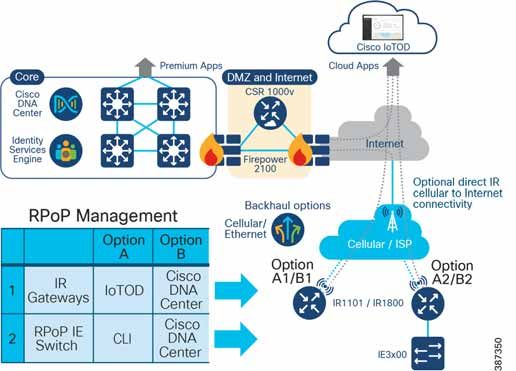 Cisco IoTOD
Premium Apps
Cloud Apps
Core
Cisco
DNA
Center
Identity
Services
Engine
DMZ and Internet
CSR 1000v
Firepower
2100
Internet
Optional direct IR
cellular to Internet
connectivity
Backhaul options
Cellular/
Ethernet
Cellular / ISP
RPoP Management
Option
A
Option
B
1
IR
Gateways
IoTOD
Cisco
DNA
Center
2
RPoP IE
Switch
CLI
Cisco
DNA
Center
Option
A1/B1
Option
A2/B2
IR1101 / IR1800
IE3x00
387350